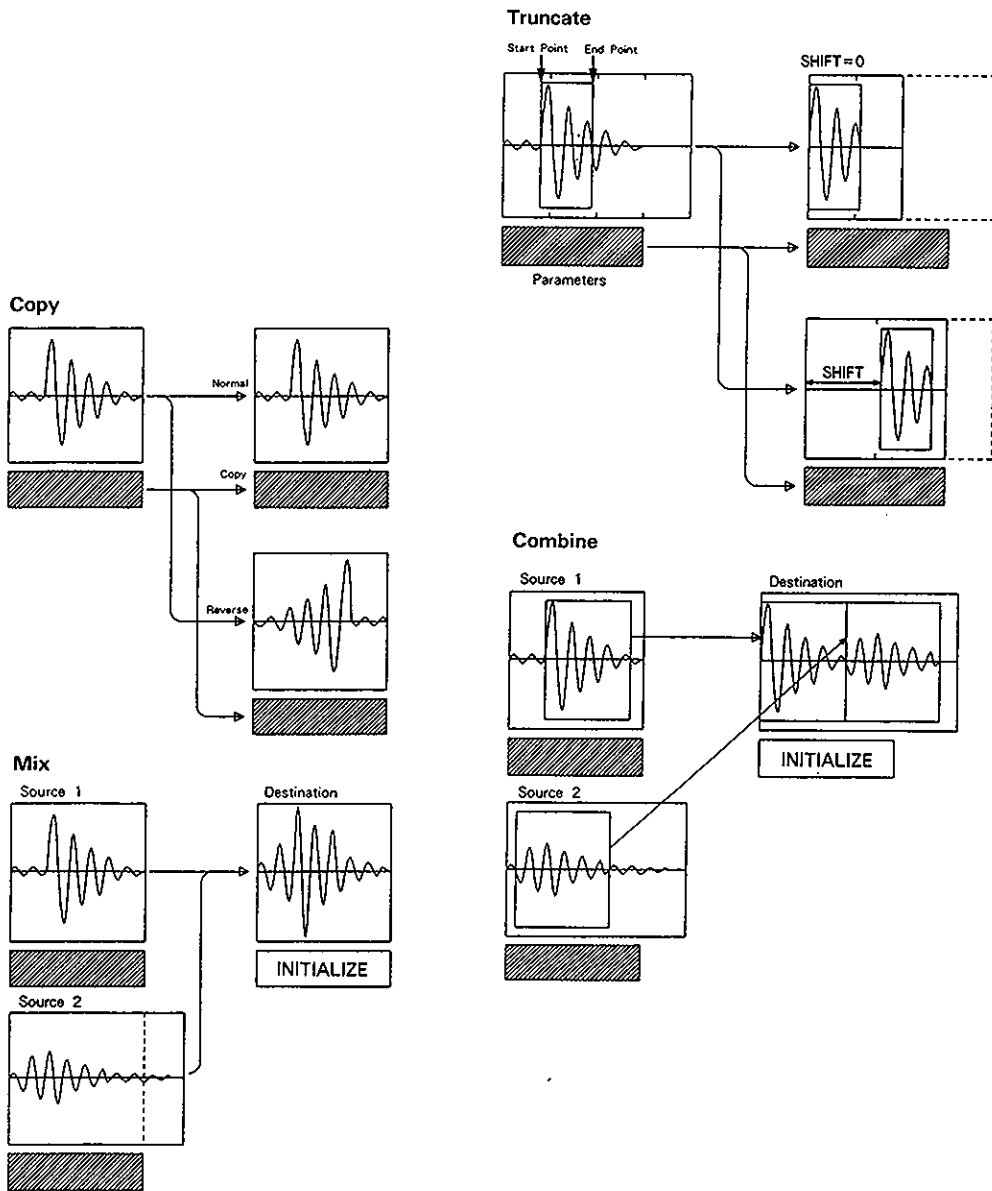 Truncate
Start Point
End Point
SHIFT=0
Parameters
SHIFT
Copy
Normal
Copy
Reverse
Combine
Source 1
Destination
INITIALIZE
Source 2
Mix
Source 1
Destination
INITIALIZE
Source 2